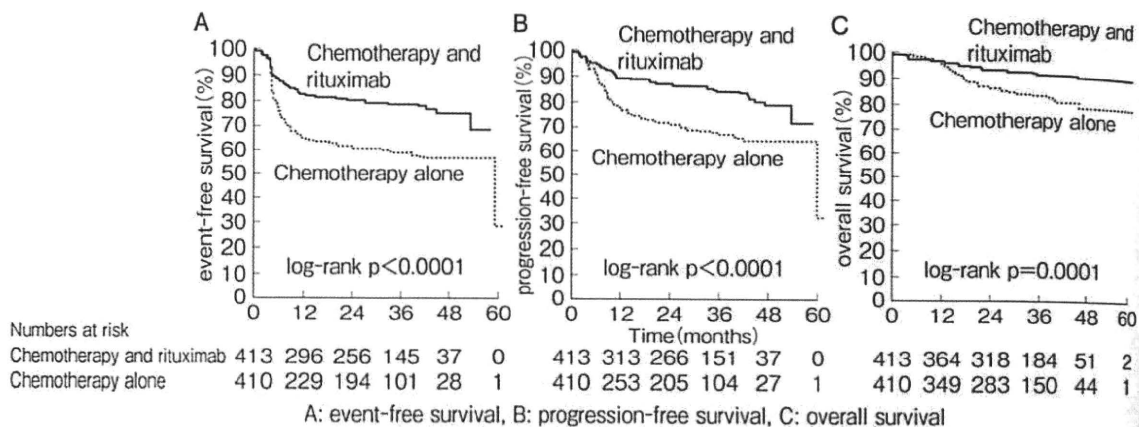 A
event-free survival(%)
100
90
80
70
60
50
40
30
20
10
0
Chemotherapy and
rituximab
Chemotherapy alone
log-rank p<0.0001
0 12 24 36 48 60
B
progression-free survival(%)
100
90
80
70
60
50
40
30
20
10
0
Chemotherapy and
rituximab
Chemotherapy alone
log-rank p<0.0001
0 12 24 36 48 60
Time(months)
C
overall survival(%)
100
90
80
70
60
50
40
30
20
10
0
Chemotherapy and
rituximab
Chemotherapy alone
log-rank p=0.0001
0 12 24 36 48 60
Numbers at risk
Chemotherapy and rituximab 413 296 256 145 37 0 413 313 266 151 37 0 413 364 318 184 51 2
Chemotherapy alone 410 229 194 101 28 1 410 253 205 104 27 1 410 349 283 150 44 1
A: event-free survival, B: progression-free survival, C: overall survival